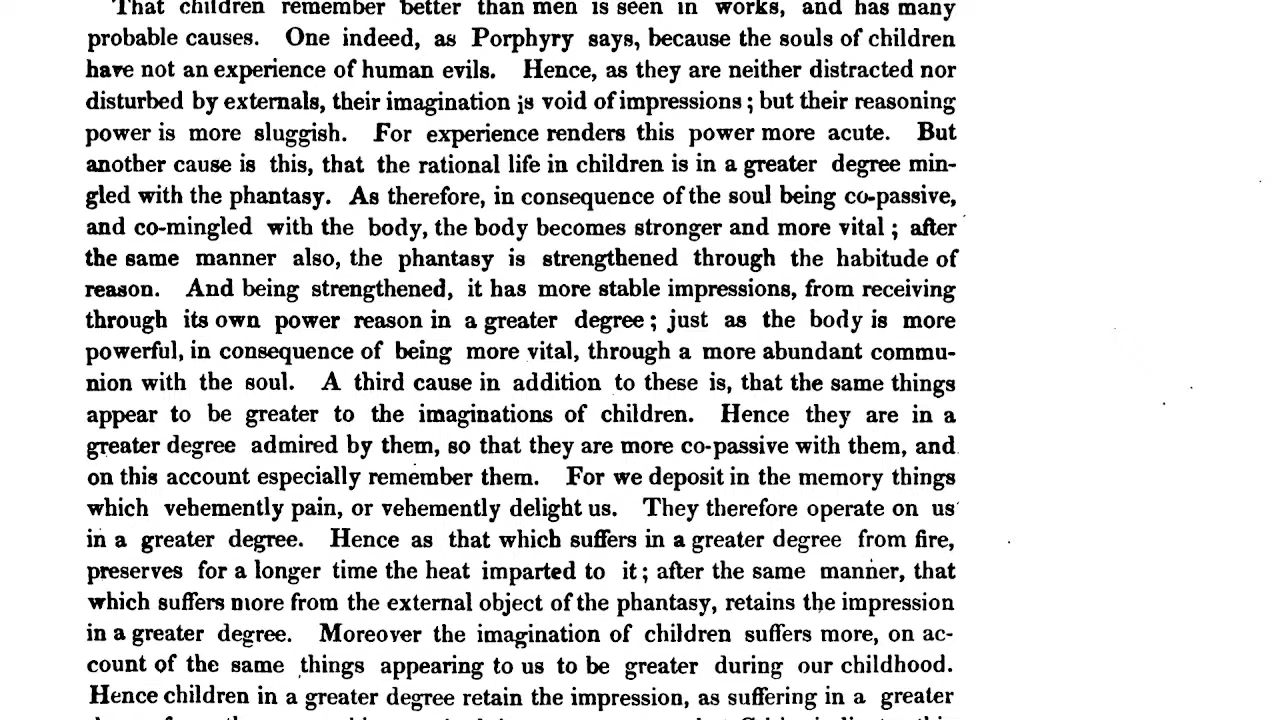 That children remember better than men is seen in works, and has many
probable causes. One indeed, as Porphyry says, because the souls of children
have not an experience of human evils. Hence, as they are neither distracted nor
disturbed by externals, their imagination is void of impressions; but their reasoning
power is more sluggish. For experience renders this power more acute. But
another cause is this, that the rational life in children is in a greater degree min-
gled with the phantasy. As therefore, in consequence of the soul being co-passive,
and co-mingled with the body, the body becomes stronger and more vital; after
the same manner also, the phantasy is strengthened through the habitude of
reason. And being strengthened, it has more stable impressions, from receiving
through its own power reason in a greater degree; just as the body is more
powerful, in consequence of being more vital, through a more abundant commu-
nion with the soul. A third cause in addition to these is, that the same things
appear to be greater to the imaginations of children. Hence they are in a
greater degree admired by them, so that they are more co-passive with them, and
on this account especially remember them. For we deposit in the memory things
which vehemently pain, or vehemently delight us. They therefore operate on us
in a greater degree. Hence as that which suffers in a greater degree from fire,
preserves for a longer time the heat imparted to it; after the same manner, that
which suffers more from the external object of the phantasy, retains the impression
in a greater degree. Moreover the imagination of children suffers more, on ac-
count of the same things appearing to us to be greater during our childhood.
Hence children in a greater degree retain the impression, as suffering in a greater